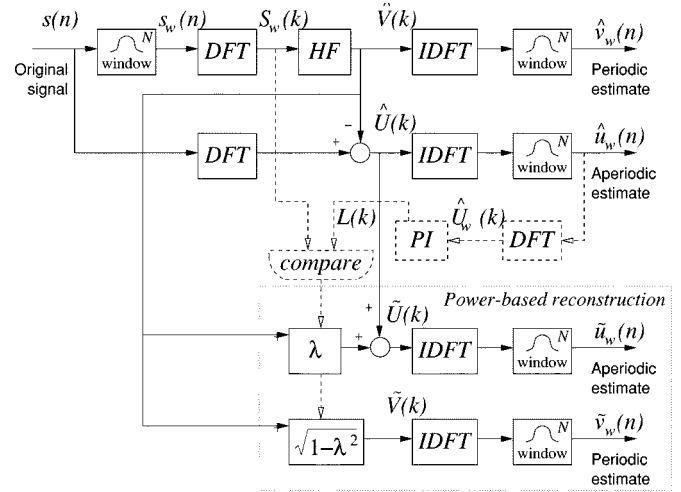 s(n) s_w(n) S_w(k) V̂(k) v̂_w(n)
Original signal
N window
DFT
HF
IDFT
N window
Periodic estimate
− Û(k) û_w(n)
DFT
+
IDFT
N window
Aperiodic estimate
L(k)
PI
Û_w(k)
DFT
compare
Power-based reconstruction
+ Ũ(k) ũ_w(n)
λ
+
IDFT
N window
Aperiodic estimate
Ṽ(k) ṽ_w(n)
√1−λ²
IDFT
N window
Periodic estimate